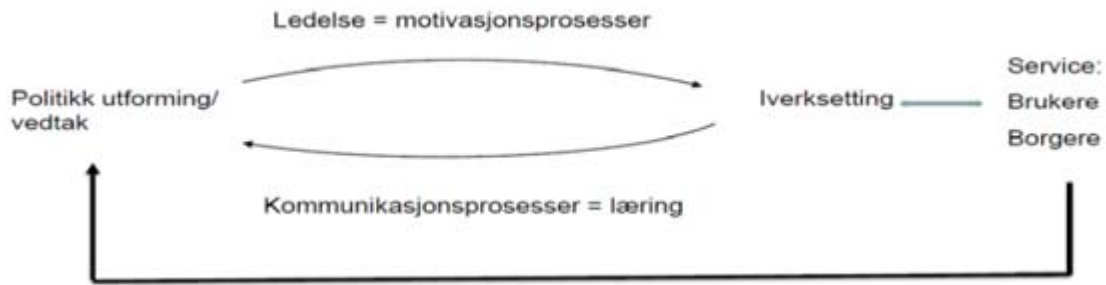 Ledelse = motivasjonsprosesser
Politikk utforming/
vedtak
Iverksetting
Service:
Brukere
Borgere
Kommunikasjonsprosesser = læring